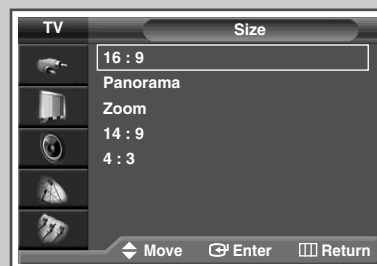 TV
Size
16 : 9
Panorama
Zoom
14 : 9
4 : 3
Move Enter Return